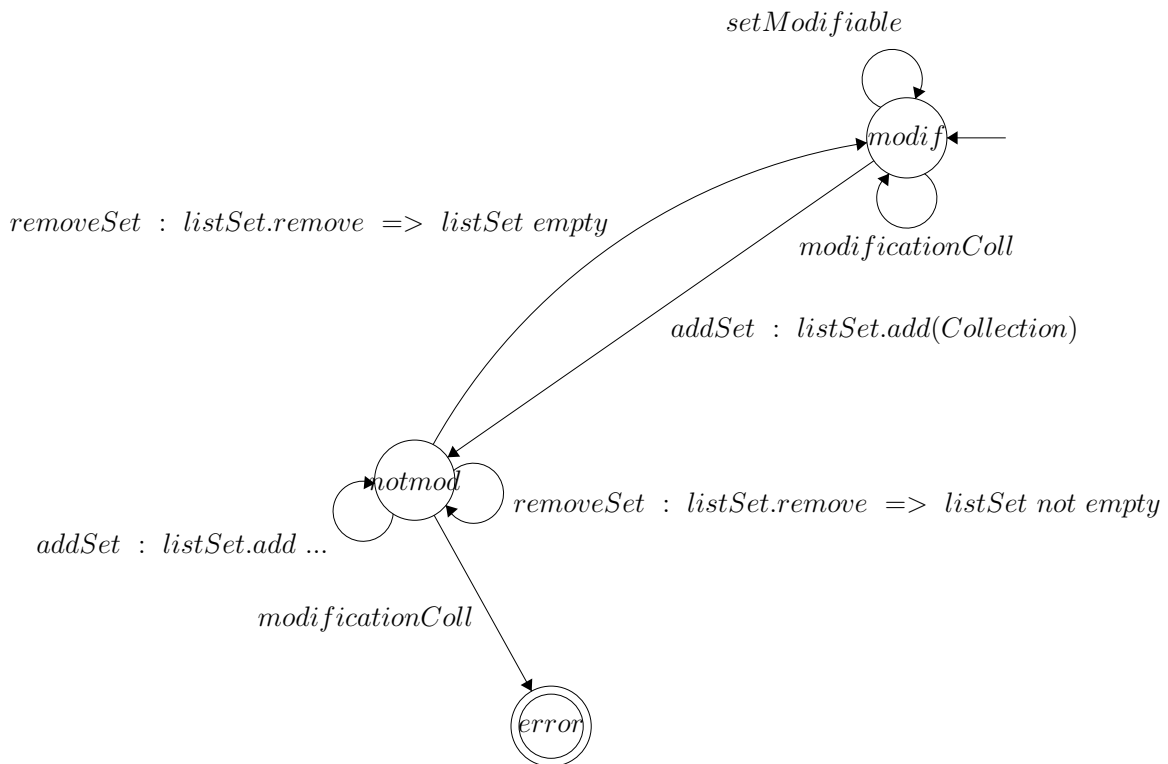 setModifiable
modif
removeSet : listSet.remove => listSet empty
modificationColl
addSet : listSet.add(Collection)
notmod
removeSet : listSet.remove => listSet not empty
addSet : listSet.add ...
modificationColl
error